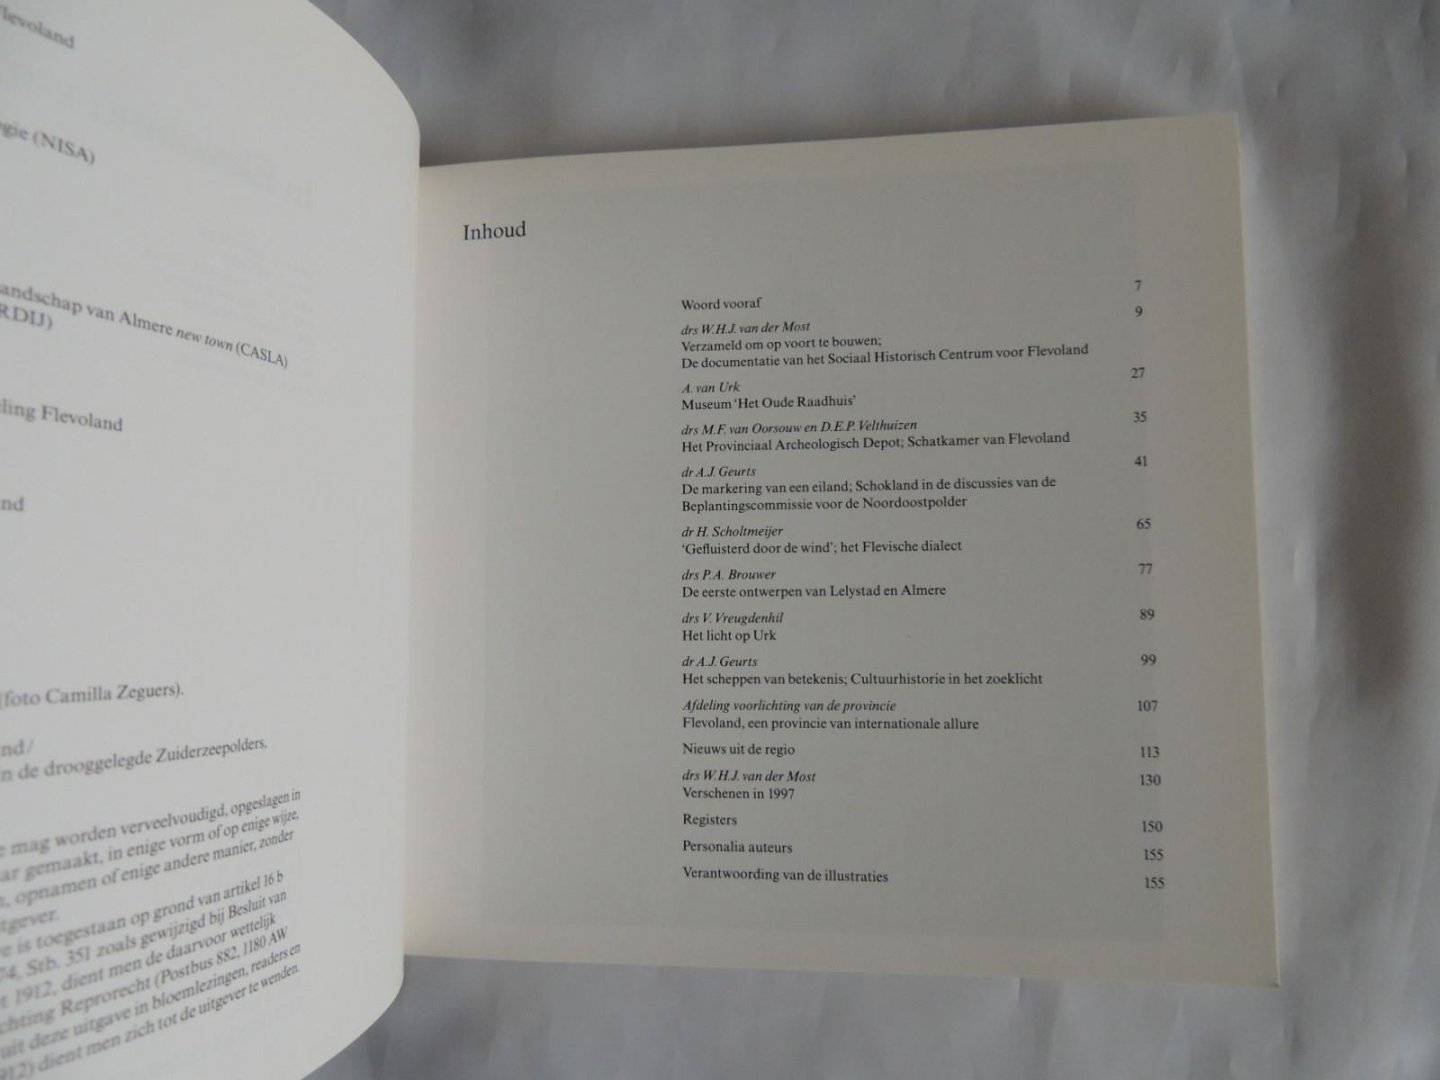 Flevoland
(NISA)
andschap van Almere new town (CASLA)
RDIJ)
ling Flevoland
nd
(foto Camilla Zeguers).
nd/
n de drooggelegde Zuiderzeepolders.
e mag worden verveelvoudigd, opgeslagen in
ar gemaakt, in enige vorm of op enige wijze,
n, opnamen of enige andere manier, zonder
tgever.
e is toegestaan op grond van artikel 16 b
74, Stb. 351 zoals gewijzigd bij Besluit van
t 1912, dient men de daarvoor wettelijk
chting Reprorecht (Postbus 882, 1180 AW
uit deze uitgave in bloemlezingen, readers en
912) dient men zich tot de uitgever te wenden.
Inhoud
Woord vooraf 7
drs W.H.J. van der Most 9
Verzameld om op voort te bouwen;
De documentatie van het Sociaal Historisch Centrum voor Flevoland
A. van Urk 27
Museum ‘Het Oude Raadhuis’
drs M.F. van Oorsouw en D.E.P. Velthuizen 35
Het Provinciaal Archeologisch Depot; Schatkamer van Flevoland
dr A.J. Geurts 41
De markering van een eiland; Schokland in de discussies van de
Beplantingscommissie voor de Noordoostpolder
dr H. Scholtmeijer 65
‘Gefluisterd door de wind’; het Flevische dialect
drs P.A. Brouwer 77
De eerste ontwerpen van Lelystad en Almere
drs V. Vreugdenhil 89
Het licht op Urk
dr A.J. Geurts 99
Het scheppen van betekenis; Cultuurhistorie in het zoeklicht
Afdeling voorlichting van de provincie 107
Flevoland, een provincie van internationale allure
Nieuws uit de regio 113
drs W.H.J. van der Most 130
Verschenen in 1997
Registers 150
Personalia auteurs 155
Verantwoording van de illustraties 155